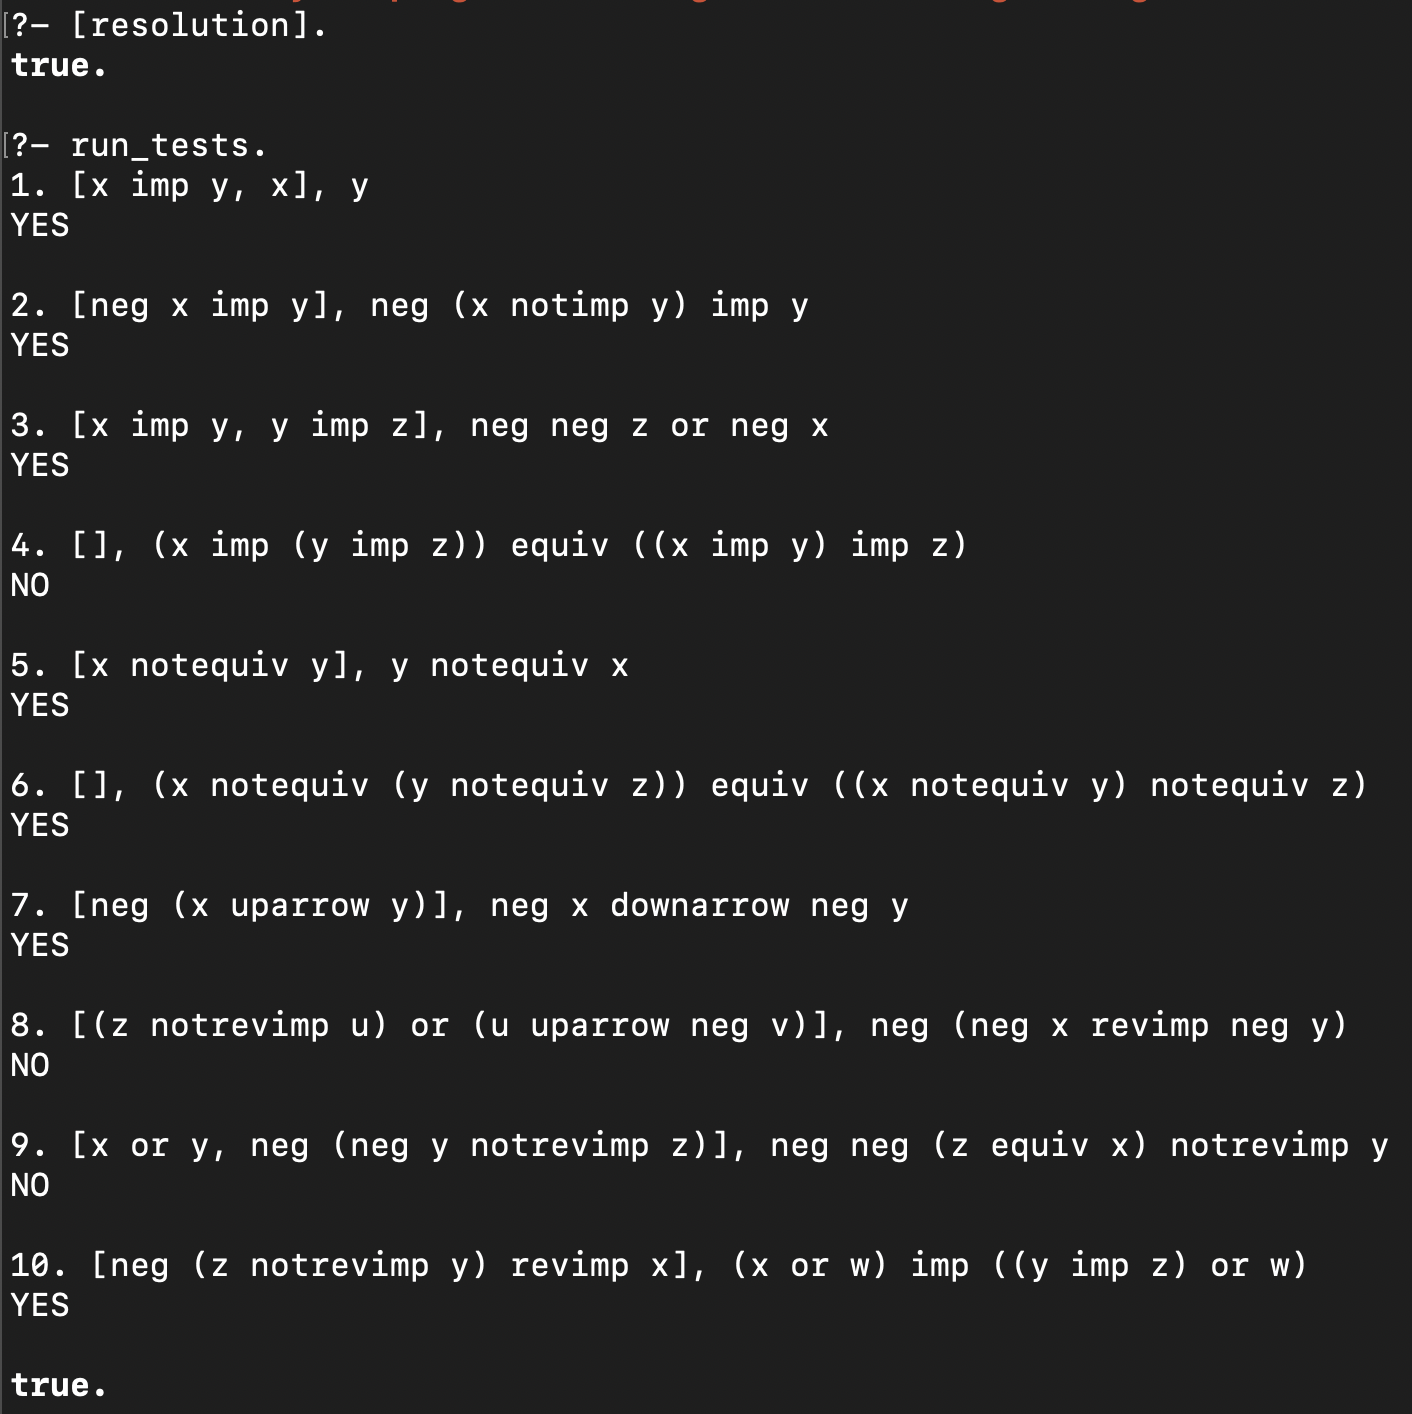 ?- [resolution].
true.
?- run_tests.
1. [x imp y, x], y
YES
2. [neg x imp y], neg (x notimp y) imp y
YES
3. [x imp y, y imp z], neg neg z or neg x
YES
4. [], (x imp (y imp z)) equiv ((x imp y) imp z)
NO
5. [x notequiv y], y notequiv x
YES
6. [], (x notequiv (y notequiv z)) equiv ((x notequiv y) notequiv z)
YES
7. [neg (x uparrow y)], neg x downarrow neg y
YES
8. [(z notrevimp u) or (u uparrow neg v)], neg (neg x revimp neg y)
NO
9. [x or y, neg (neg y notrevimp z)], neg neg (z equiv x) notrevimp y
NO
10. [neg (z notrevimp y) revimp x], (x or w) imp ((y imp z) or w)
YES
true.